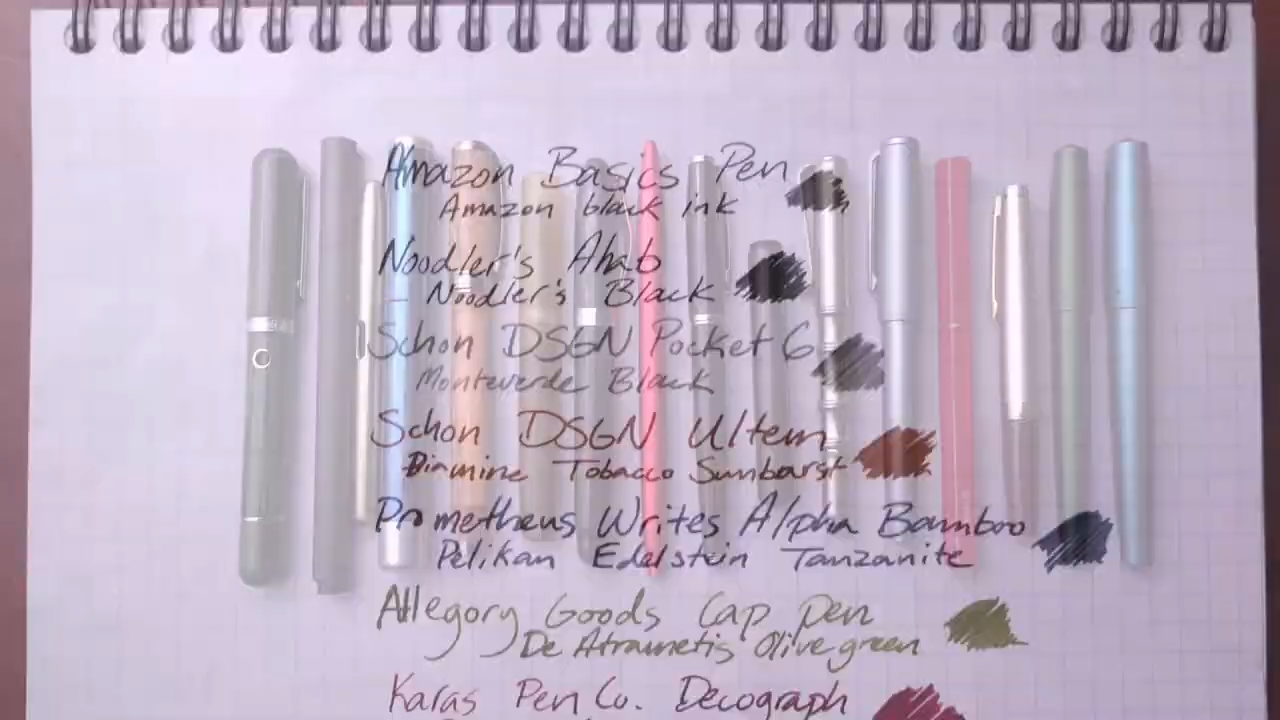 Amazon Basics Pen
Amazon black ink
Noodler's Ahab
Noodler's Black
Schon DSGN Pocket 6
Monteverde Black
Schon DSGN Ultem
Diamine Tobacco Sunburst
Prometheus Writes Alpha Bamboo
Pelikan Edelstein Tanzanite
Allegory Goods Cap pen
De Atrametis Olive green
Karas Pen Co. Decograph